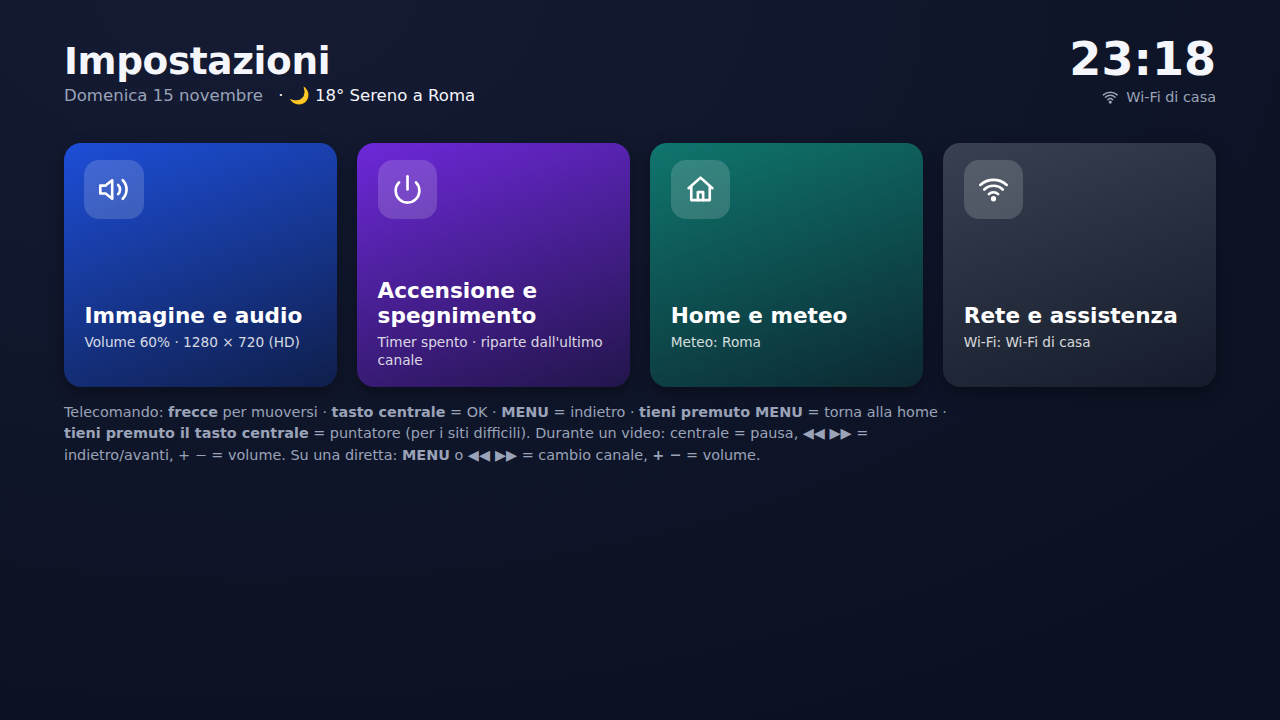 Impostazioni
23:18
Domenica 15 novembre · 🌙 18° Sereno a Roma
Wi-Fi di casa
Immagine e audio
Volume 60% · 1280 × 720 (HD)
Accensione e
spegnimento
Timer spento · riparte dall'ultimo
canale
Home e meteo
Meteo: Roma
Rete e assistenza
Wi-Fi: Wi-Fi di casa
Telecomando: frecce per muoversi · tasto centrale = OK · MENU = indietro · tieni premuto MENU = torna alla home ·
tieni premuto il tasto centrale = puntatore (per i siti difficili). Durante un video: centrale = pausa, ◀◀ ▶▶ =
indietro/avanti, + − = volume. Su una diretta: MENU o ◀◀ ▶▶ = cambio canale, + − = volume.